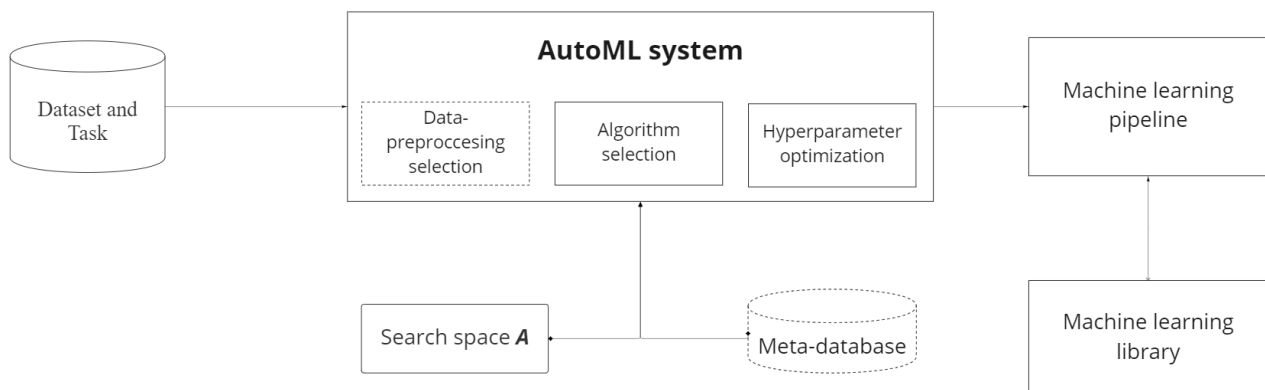 AutoML system
Dataset and
Task
Data-
preproccesing
selection
Algorithm
selection
Hyperparameter
optimization
Machine learning
pipeline
Search space A
Meta-database
Machine learning
library